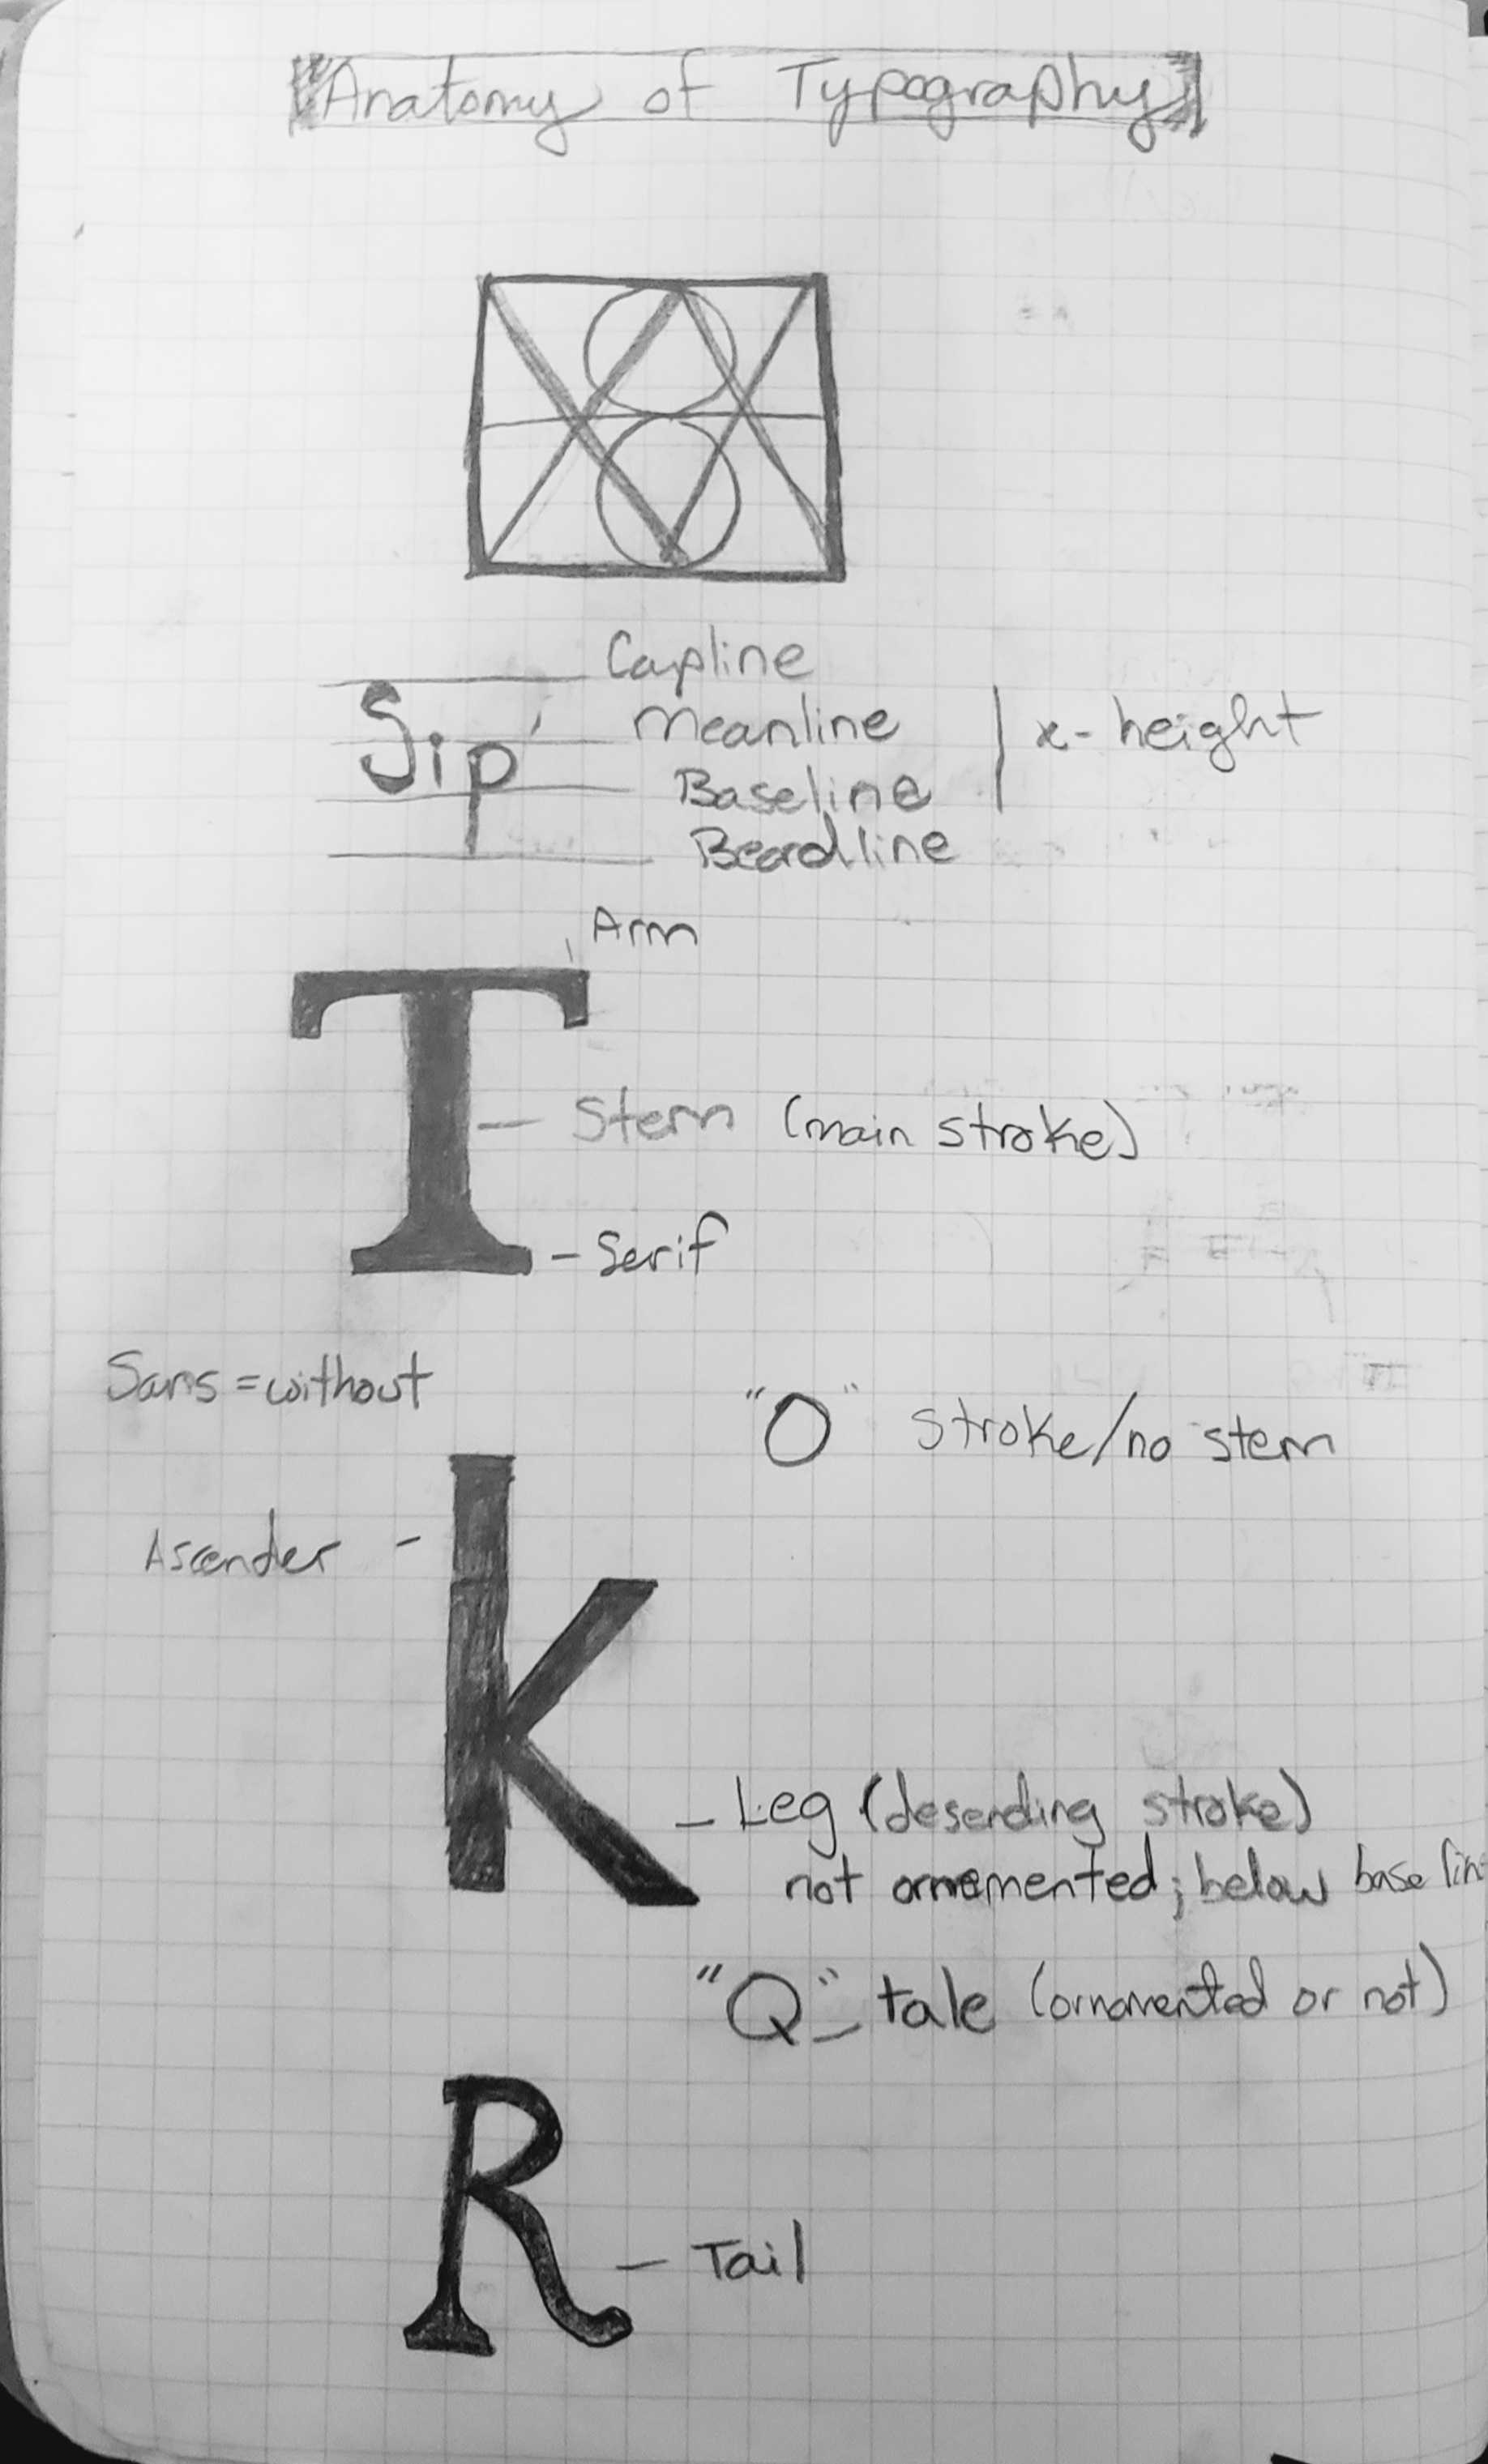 Anatomy of Typography
Capline
Sip
Meanline
x-height
Baseline
Beardline
Arm
T
Stem (main stroke)
Serif
Sans = without
"O" stroke/no stem
Ascender
K
Leg (desending stroke)
not ornemented; below base line
"Q" tale (ornamented or not)
R
Tail